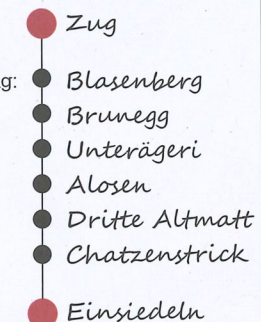 Zug
g: Blasenberg
Brunegg
Unterägeri
Alosen
Dritte Altmatt
Chatzenstrick
Einsiedeln